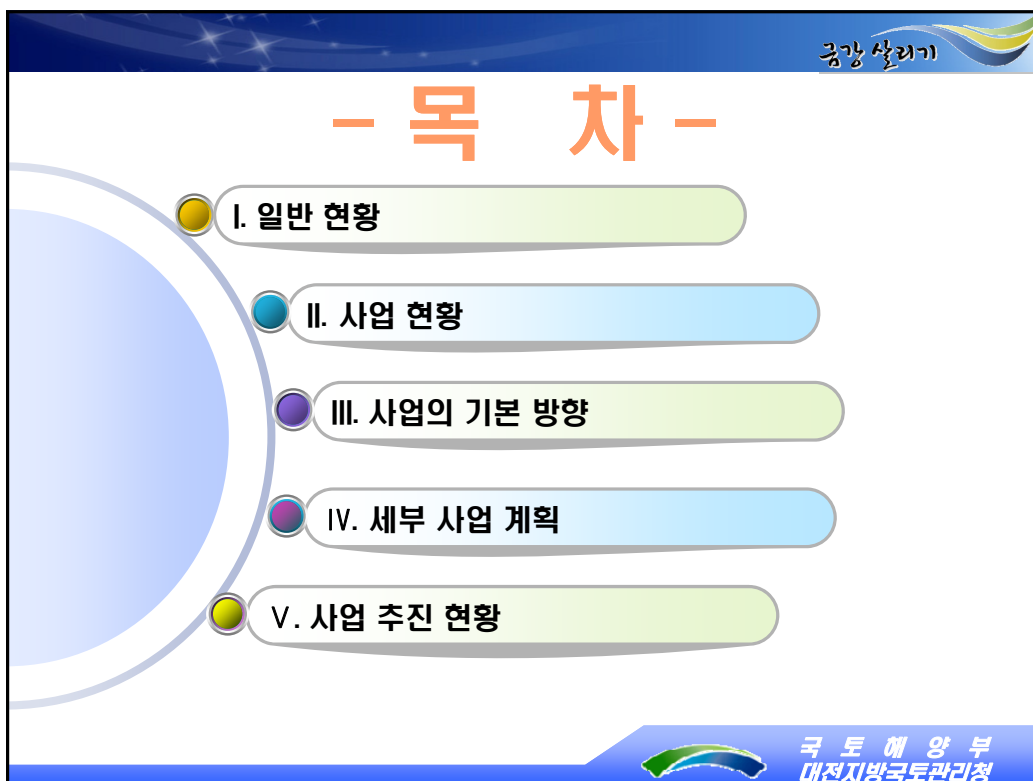 금강 살리기
- 목 차 -
Ⅰ. 일반 현황
Ⅱ. 사업 현황
Ⅲ. 사업의 기본 방향
Ⅳ. 세부 사업 계획
Ⅴ. 사업 추진 현황
국 토 해 양 부
대전지방국토관리청